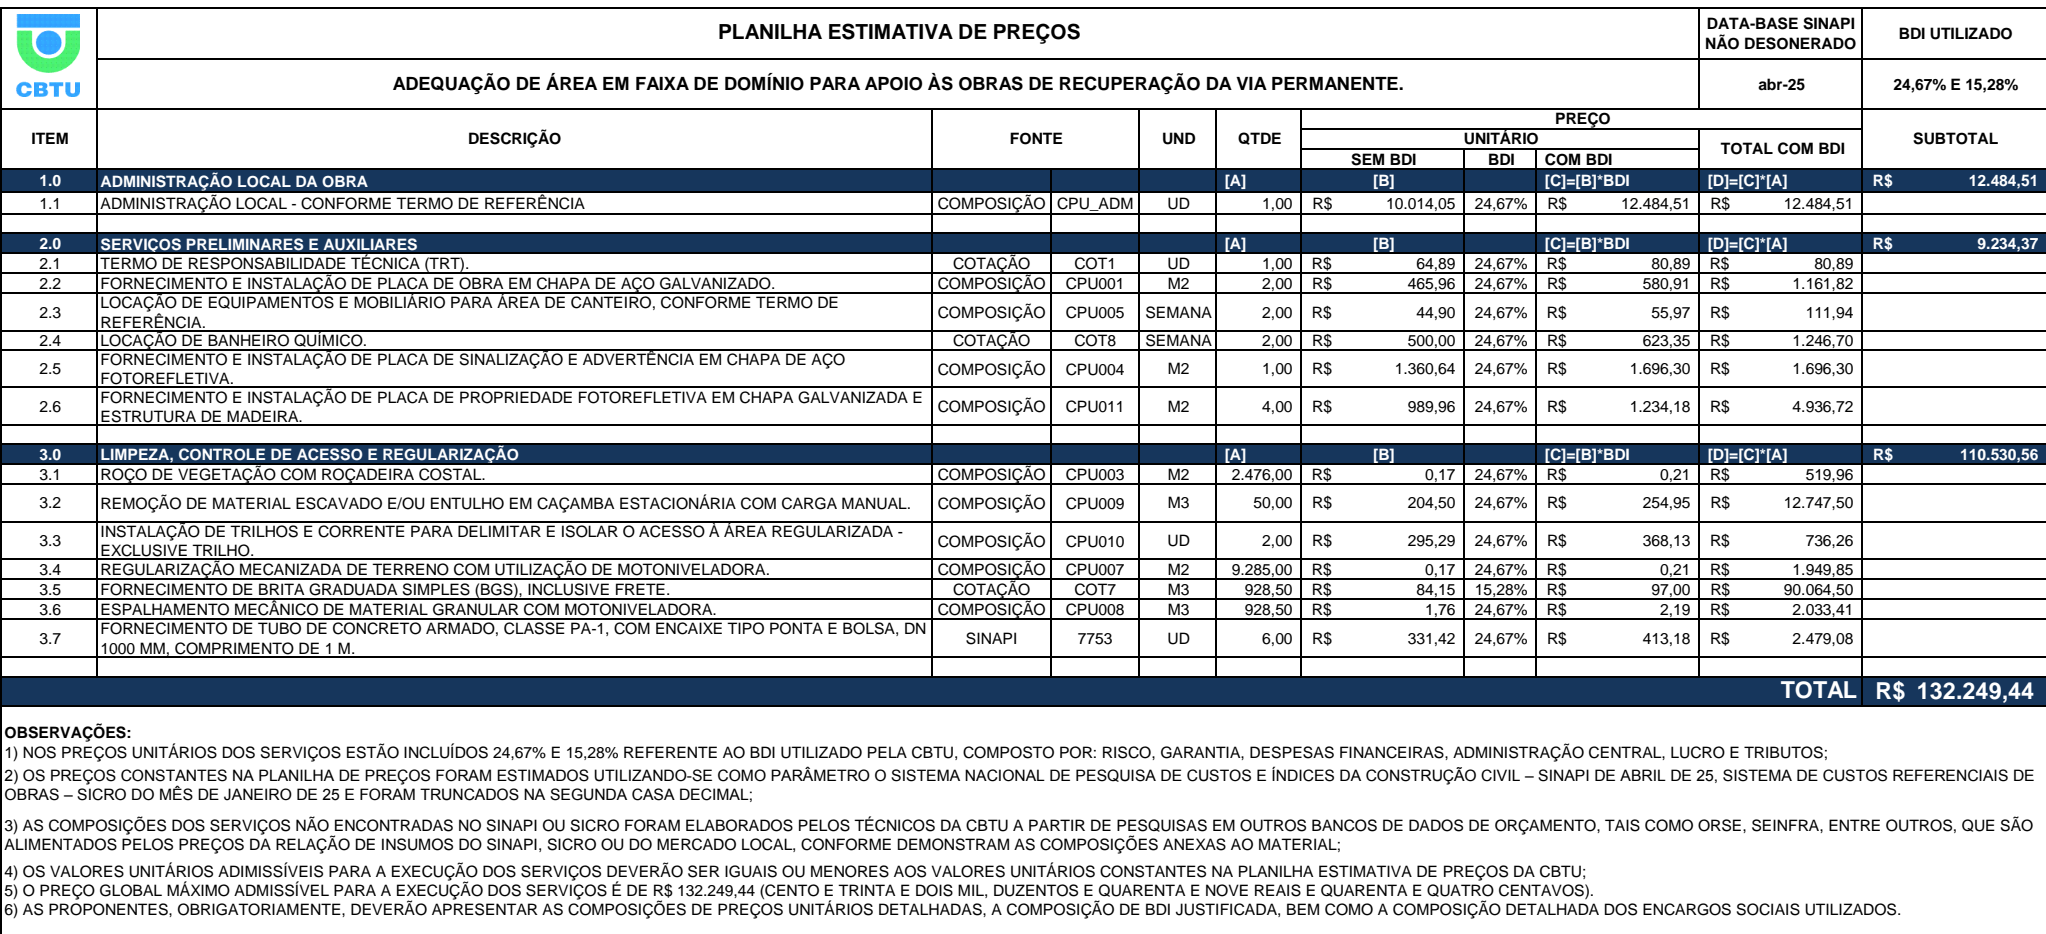 CBTU
PLANILHA ESTIMATIVA DE PREÇOS
DATA-BASE SINAPI
NÃO DESONERADO
BDI UTILIZADO
ADEQUAÇÃO DE ÁREA EM FAIXA DE DOMÍNIO PARA APOIO ÀS OBRAS DE RECUPERAÇÃO DA VIA PERMANENTE.
abr-25
24,67% E 15,28%
ITEM DESCRIÇÃO FONTE UND QTDE PREÇO SUBTOTAL
UNITÁRIO TOTAL COM BDI
SEM BDI BDI COM BDI
1.0 ADMINISTRAÇÃO LOCAL DA OBRA [A] [B] [C]=[B]*BDI [D]=[C]*[A] R$ 12.484,51
1.1 ADMINISTRAÇÃO LOCAL - CONFORME TERMO DE REFERÊNCIA COMPOSIÇÃO CPU_ADM UD 1,00 R$ 10.014,05 24,67% R$ 12.484,51 R$ 12.484,51
2.0 SERVIÇOS PRELIMINARES E AUXILIARES [A] [B] [C]=[B]*BDI [D]=[C]*[A] R$ 9.234,37
2.1 TERMO DE RESPONSABILIDADE TÉCNICA (TRT). COTAÇÃO COT1 UD 1,00 R$ 64,89 24,67% R$ 80,89 R$ 80,89
2.2 FORNECIMENTO E INSTALAÇÃO DE PLACA DE OBRA EM CHAPA DE AÇO GALVANIZADO. COMPOSIÇÃO CPU001 M2 2,00 R$ 465,96 24,67% R$ 580,91 R$ 1.161,82
2.3 LOCAÇÃO DE EQUIPAMENTOS E MOBILIÁRIO PARA ÁREA DE CANTEIRO, CONFORME TERMO DE
REFERÊNCIA. COMPOSIÇÃO CPU005 SEMANA 2,00 R$ 44,90 24,67% R$ 55,97 R$ 111,94
2.4 LOCAÇÃO DE BANHEIRO QUÍMICO. COTAÇÃO COT8 SEMANA 2,00 R$ 500,00 24,67% R$ 623,35 R$ 1.246,70
2.5 FORNECIMENTO E INSTALAÇÃO DE PLACA DE SINALIZAÇÃO E ADVERTÊNCIA EM CHAPA DE AÇO
FOTOREFLETIVA. COMPOSIÇÃO CPU004 M2 1,00 R$ 1.360,64 24,67% R$ 1.696,30 R$ 1.696,30
2.6 FORNECIMENTO E INSTALAÇÃO DE PLACA DE PROPRIEDADE FOTOREFLETIVA EM CHAPA GALVANIZADA E
ESTRUTURA DE MADEIRA. COMPOSIÇÃO CPU011 M2 4,00 R$ 989,96 24,67% R$ 1.234,18 R$ 4.936,72
3.0 LIMPEZA, CONTROLE DE ACESSO E REGULARIZAÇÃO [A] [B] [C]=[B]*BDI [D]=[C]*[A] R$ 110.530,56
3.1 ROÇO DE VEGETAÇÃO COM ROÇADEIRA COSTAL. COMPOSIÇÃO CPU003 M2 2.476,00 R$ 0,17 24,67% R$ 0,21 R$ 519,96
3.2 REMOÇÃO DE MATERIAL ESCAVADO E/OU ENTULHO EM CAÇAMBA ESTACIONÁRIA COM CARGA MANUAL. COMPOSIÇÃO CPU009 M3 50,00 R$ 204,50 24,67% R$ 254,95 R$ 12.747,50
3.3 INSTALAÇÃO DE TRILHOS E CORRENTE PARA DELIMITAR E ISOLAR O ACESSO À ÁREA REGULARIZADA -
EXCLUSIVE TRILHO. COMPOSIÇÃO CPU010 UD 2,00 R$ 295,29 24,67% R$ 368,13 R$ 736,26
3.4 REGULARIZAÇÃO MECANIZADA DE TERRENO COM UTILIZAÇÃO DE MOTONIVELADORA. COMPOSIÇÃO CPU007 M2 9.285,00 R$ 0,17 24,67% R$ 0,21 R$ 1.949,85
3.5 FORNECIMENTO DE BRITA GRADUADA SIMPLES (BGS), INCLUSIVE FRETE. COTAÇÃO COT7 M3 928,50 R$ 84,15 15,28% R$ 97,00 R$ 90.064,50
3.6 ESPALHAMENTO MECÂNICO DE MATERIAL GRANULAR COM MOTONIVELADORA. COMPOSIÇÃO CPU008 M3 928,50 R$ 1,76 24,67% R$ 2,19 R$ 2.033,41
3.7 FORNECIMENTO DE TUBO DE CONCRETO ARMADO, CLASSE PA-1, COM ENCAIXE TIPO PONTA E BOLSA, DN
1000 MM, COMPRIMENTO DE 1 M. SINAPI 7753 UD 6,00 R$ 331,42 24,67% R$ 413,18 R$ 2.479,08
TOTAL R$ 132.249,44
OBSERVAÇÕES:
1) NOS PREÇOS UNITÁRIOS DOS SERVIÇOS ESTÃO INCLUÍDOS 24,67% E 15,28% REFERENTE AO BDI UTILIZADO PELA CBTU, COMPOSTO POR: RISCO, GARANTIA, DESPESAS FINANCEIRAS, ADMINISTRAÇÃO CENTRAL, LUCRO E TRIBUTOS;
2) OS PREÇOS CONSTANTES NA PLANILHA DE PREÇOS FORAM ESTIMADOS UTILIZANDO-SE COMO PARÂMETRO O SISTEMA NACIONAL DE PESQUISA DE CUSTOS E ÍNDICES DA CONSTRUÇÃO CIVIL – SINAPI DE ABRIL DE 25, SISTEMA DE CUSTOS REFERENCIAIS DE
OBRAS – SICRO DO MÊS DE JANEIRO DE 25 E FORAM TRUNCADOS NA SEGUNDA CASA DECIMAL;
3) AS COMPOSIÇÕES DOS SERVIÇOS NÃO ENCONTRADAS NO SINAPI OU SICRO FORAM ELABORADOS PELOS TÉCNICOS DA CBTU A PARTIR DE PESQUISAS EM OUTROS BANCOS DE DADOS DE ORÇAMENTO, TAIS COMO ORSE, SEINFRA, ENTRE OUTROS, QUE SÃO
ALIMENTADOS PELOS PREÇOS DA RELAÇÃO DE INSUMOS DO SINAPI, SICRO OU DO MERCADO LOCAL, CONFORME DEMONSTRAM AS COMPOSIÇÕES ANEXAS AO MATERIAL;
4) OS VALORES UNITÁRIOS ADIMISSÍVEIS PARA A EXECUÇÃO DOS SERVIÇOS DEVERÃO SER IGUAIS OU MENORES AOS VALORES UNITÁRIOS CONSTANTES NA PLANILHA ESTIMATIVA DE PREÇOS DA CBTU;
5) O PREÇO GLOBAL MÁXIMO ADMISSÍVEL PARA A EXECUÇÃO DOS SERVIÇOS É DE R$ 132.249,44 (CENTO E TRINTA E DOIS MIL, DUZENTOS E QUARENTA E NOVE REAIS E QUARENTA E QUATRO CENTAVOS).
6) AS PROPONENTES, OBRIGATORIAMENTE, DEVERÃO APRESENTAR AS COMPOSIÇÕES DE PREÇOS UNITÁRIOS DETALHADAS, A COMPOSIÇÃO DE BDI JUSTIFICADA, BEM COMO A COMPOSIÇÃO DETALHADA DOS ENCARGOS SOCIAIS UTILIZADOS.